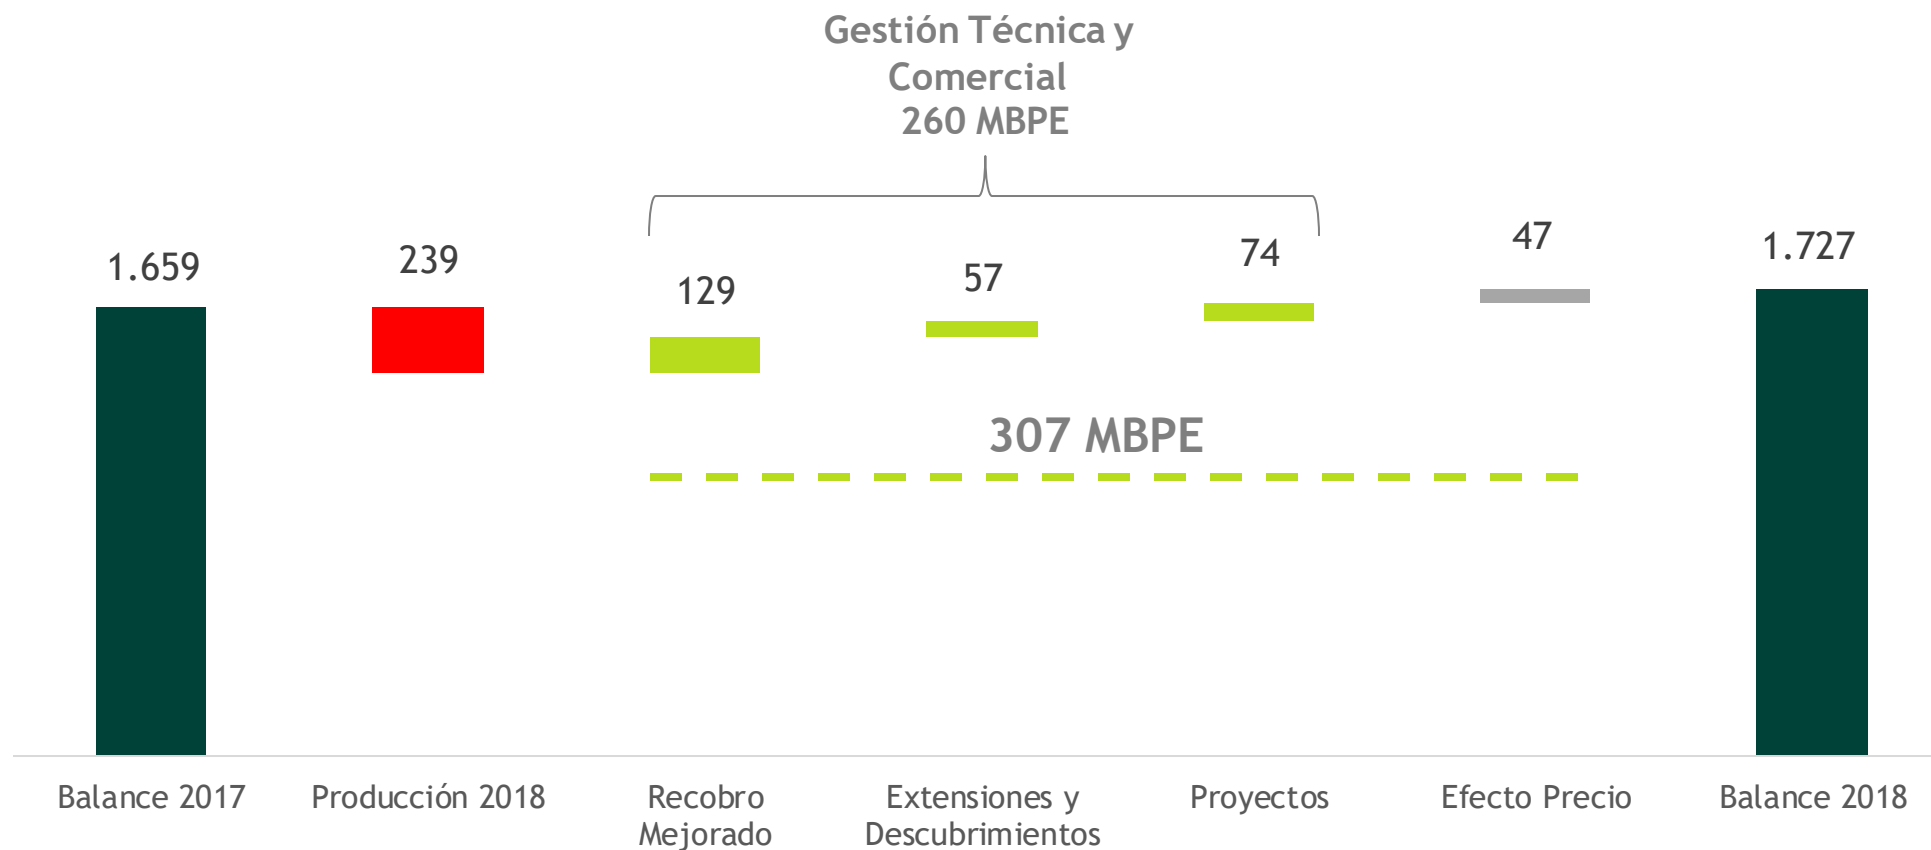 Gestión Técnica y
Comercial
260 MBPE
1.659
239
129
57
74
47
1.727
307 MBPE
Balance 2017
Producción 2018
Recobro
Mejorado
Extensiones y
Descubrimientos
Proyectos
Efecto Precio
Balance 2018